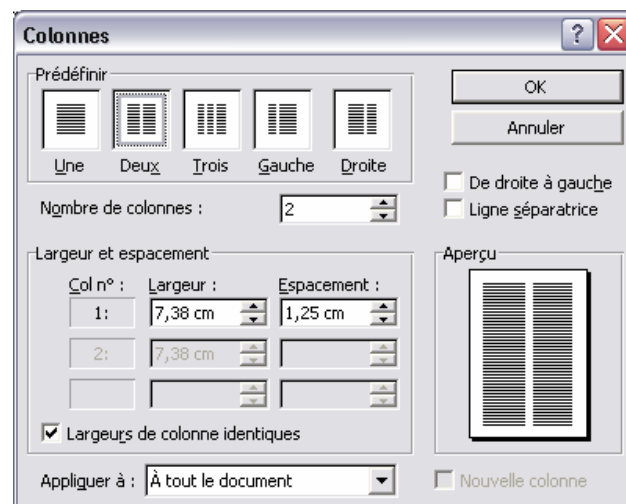 Colonnes
Prédéfinir
Une Deux Trois Gauche Droite
OK
Annuler
De droite à gauche
Ligne séparatrice
Nombre de colonnes : 2
Largeur et espacement
Col n° : Largeur : Espacement :
1: 7,38 cm 1,25 cm
2: 7,38 cm
Largeurs de colonne identiques
Aperçu
Appliquer à : À tout le document
Nouvelle colonne